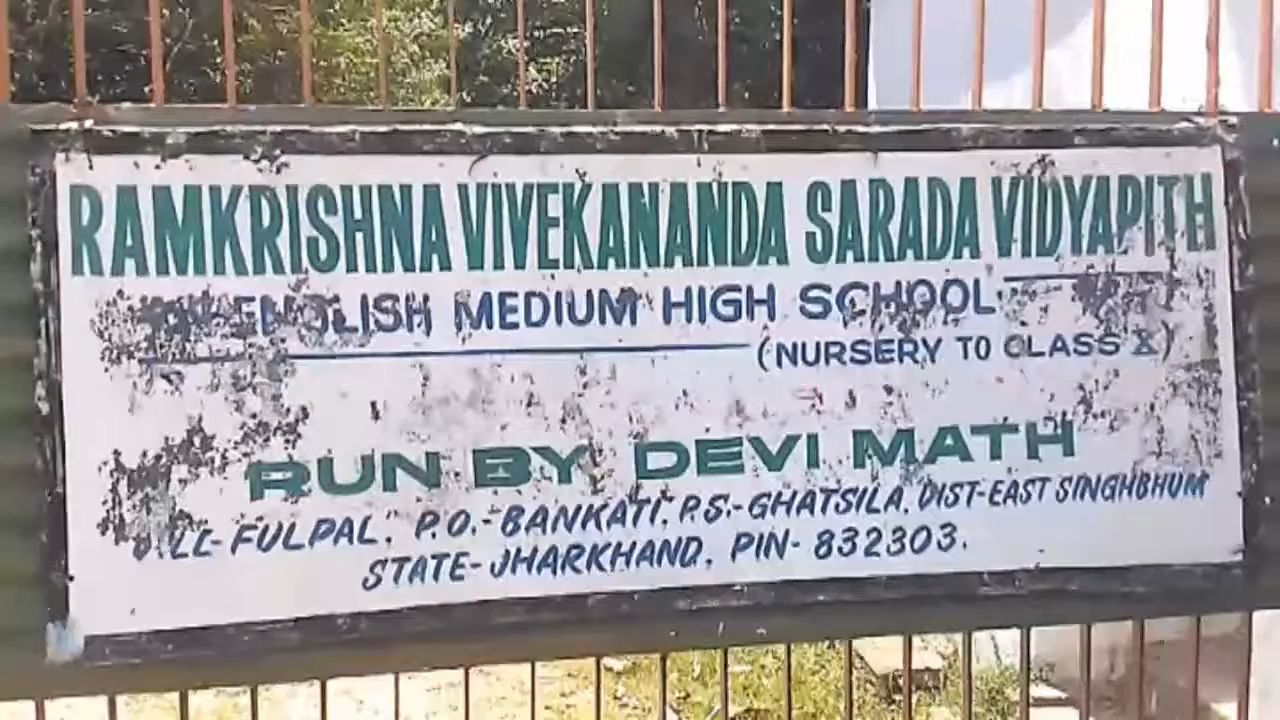 RAMKRISHNA VIVEKANANDA SARADA VIDYAPITH
ENGLISH MEDIUM HIGH SCHOOL
(NURSERY TO CLASS X)
RUN BY DEVI MATH
VILL-FULPAL, P.O.-BANKATI, P.S.-GHATSILA, DIST-EAST SINGHBHUM
STATE-JHARKHAND, PIN-832303.